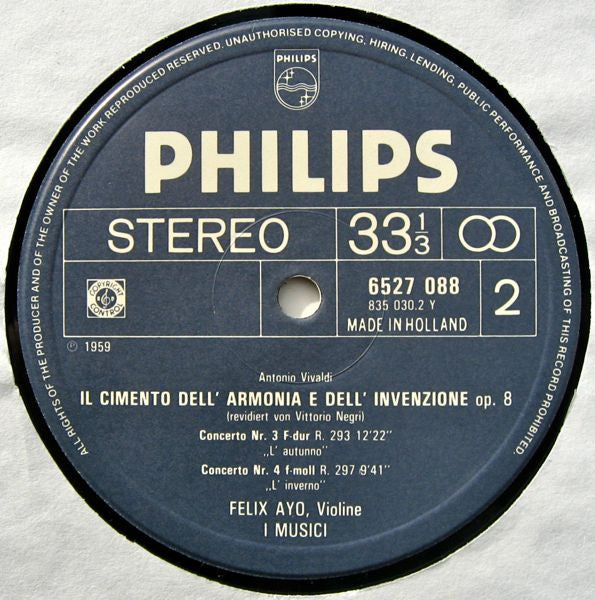 ALL RIGHTS OF THE PRODUCER AND OF THE OWNER OF THE WORK REPRODUCED RESERVED. UNAUTHORISED COPYING, HIRING, LENDING, PUBLIC PERFORMANCE AND BROADCASTING OF THIS RECORD PROHIBITED.
PHILIPS
PHILIPS
STEREO 33 1/3
6527 088
835 030.2 Y
MADE IN HOLLAND
2
COPYRIGHT
CONTROL
Ⓟ 1959
Antonio Vivaldi
IL CIMENTO DELL' ARMONIA E DELL' INVENZIONE op. 8
(revidiert von Vittorio Negri)
Concerto Nr. 3 F-dur R. 293 12'22''
„L' autunno''
Concerto Nr. 4 f-moll R. 297 9'41''
„L' inverno''
FELIX AYO, Violine
I MUSICI